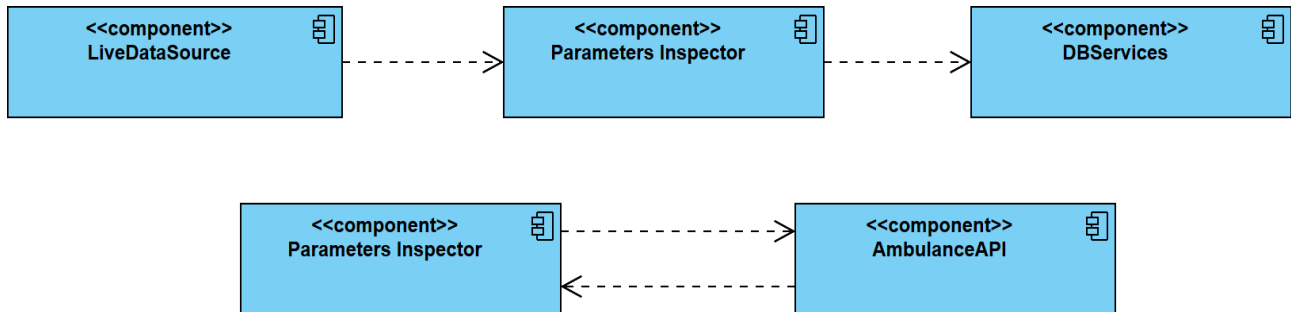 <<component>>
LiveDataSource
<<component>>
Parameters Inspector
<<component>>
DBServices
<<component>>
Parameters Inspector
<<component>>
AmbulanceAPI